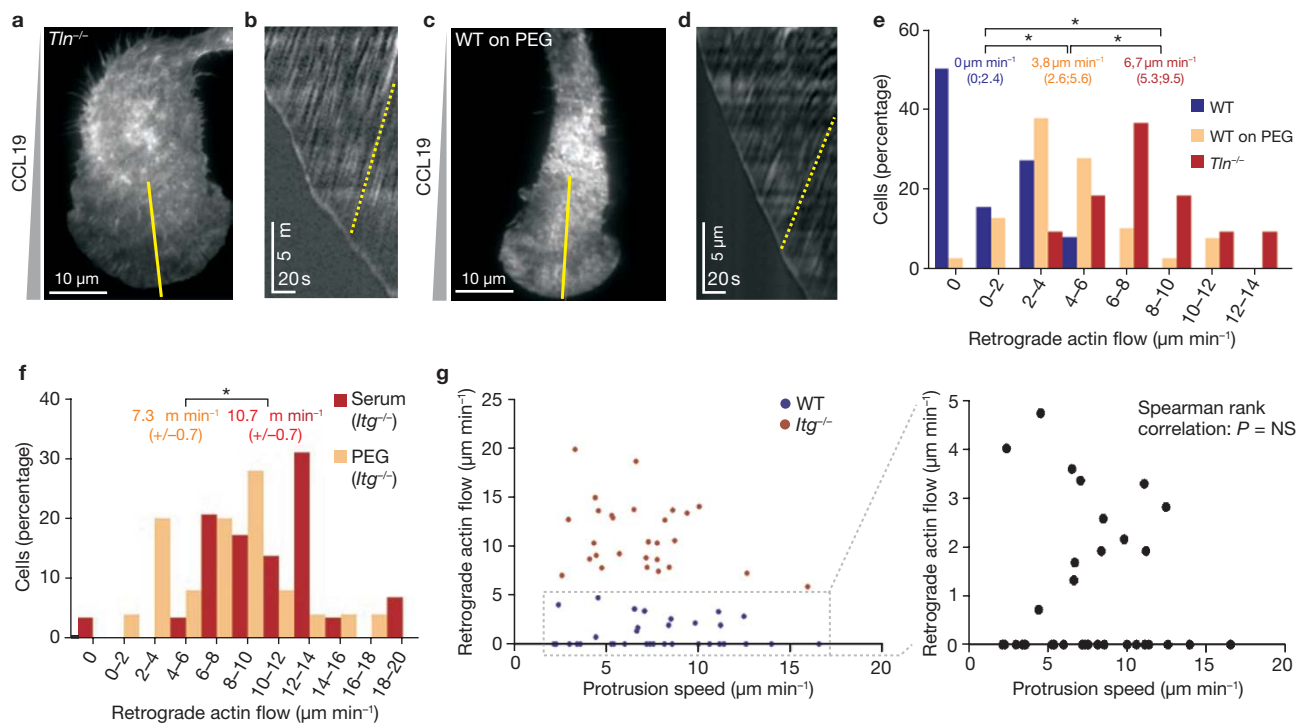 a
Tln–/–
CCL19
10 µm
b
5 m
20 s
c
WT on PEG
CCL19
10 µm
d
5 µm
20 s
e
60
40
20
0
Cells (percentage)
*
* *
0 µm min–1
(0;2.4)
3,8 µm min–1
(2.6;5.6)
6,7 µm min–1
(5.3;9.5)
WT
WT on PEG
Tln–/–
0
0–2
2–4
4–6
6–8
8–10
10–12
12–14
Retrograde actin flow (µm min–1)
f
40
30
20
10
0
Cells (percentage)
*
7.3 m min–1
(+/–0.7)
10.7 m min–1
(+/–0.7)
Serum
(Itg–/–)
PEG
(Itg–/–)
0
0–2
2–4
4–6
6–8
8–10
10–12
12–14
14–16
16–18
18–20
Retrograde actin flow (µm min–1)
g
25
20
15
10
5
0
Retrograde actin flow (µm min–1)
WT
Itg–/–
0 5 10 15 20
Protrusion speed (µm min–1)
5
4
3
2
1
0
Retrograde actin flow (µm min–1)
Spearman rank
correlation: P = NS
5 10 15 20
Protrusion speed (µm min–1)